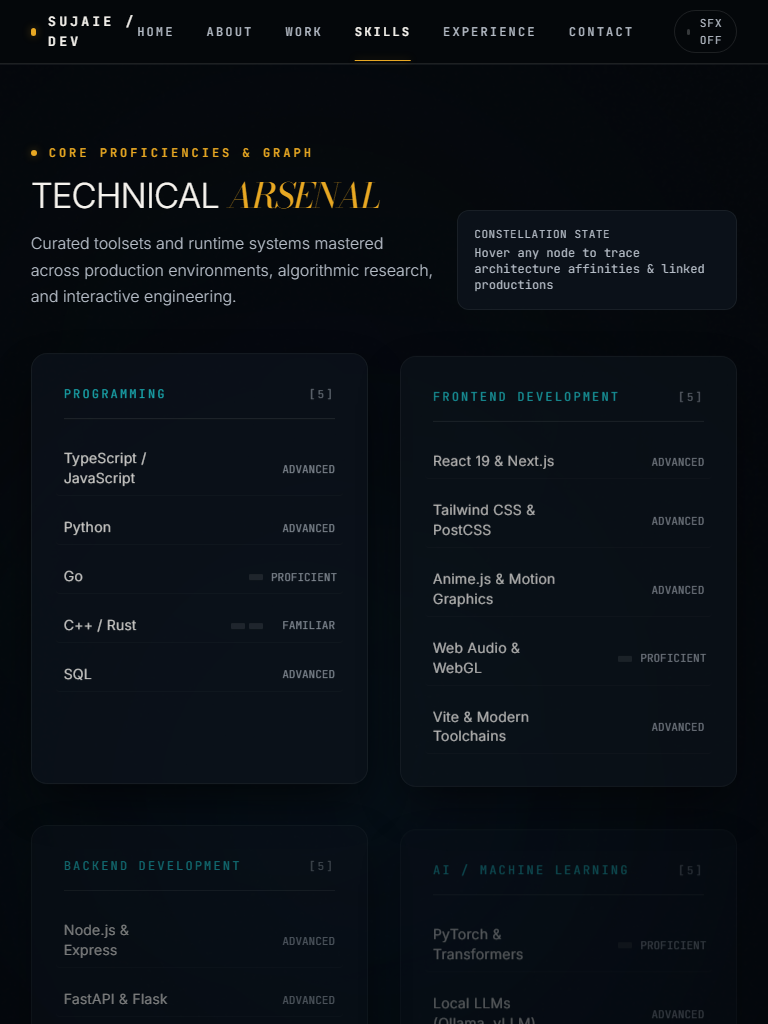 SUJAIE /
DEV
HOME
ABOUT
WORK
SKILLS
EXPERIENCE
CONTACT
SFX
OFF
CORE PROFICIENCIES & GRAPH
TECHNICAL ARSENAL
Curated toolsets and runtime systems mastered
across production environments, algorithmic research,
and interactive engineering.
CONSTELLATION STATE
Hover any node to trace
architecture affinities & linked
productions
PROGRAMMING [5]
TypeScript /
JavaScript
ADVANCED
Python ADVANCED
Go PROFICIENT
C++ / Rust FAMILIAR
SQL ADVANCED
FRONTEND DEVELOPMENT [5]
React 19 & Next.js ADVANCED
Tailwind CSS &
PostCSS
ADVANCED
Anime.js & Motion
Graphics
ADVANCED
Web Audio &
WebGL
PROFICIENT
Vite & Modern
Toolchains
ADVANCED
BACKEND DEVELOPMENT [5]
Node.js &
Express
ADVANCED
FastAPI & Flask ADVANCED
AI / MACHINE LEARNING [5]
PyTorch &
Transformers
PROFICIENT
Local LLMs
(Ollama, vLLM)
ADVANCED